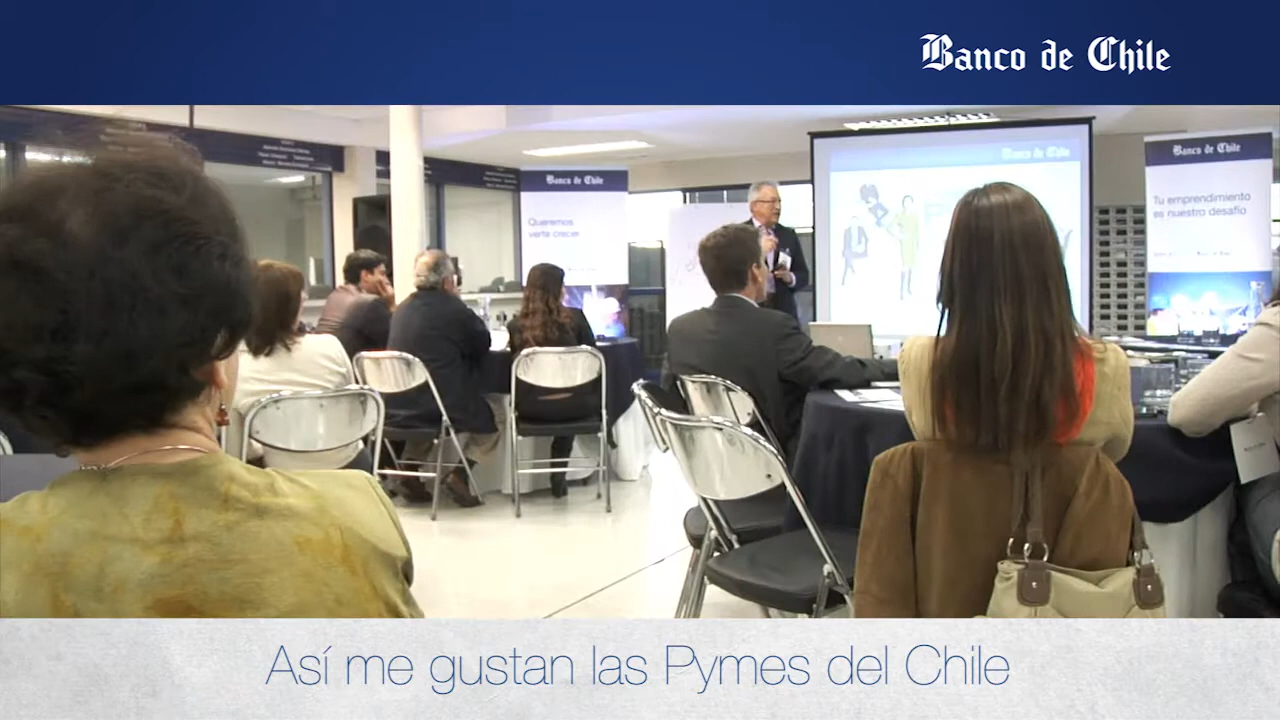 Banco de Chile
Banco de Chile
Queremos
verte crecer
Banco de Chile
Banco de Chile
Tu emprendimiento
es nuestro desafío
Así me gustan las Pymes del Chile